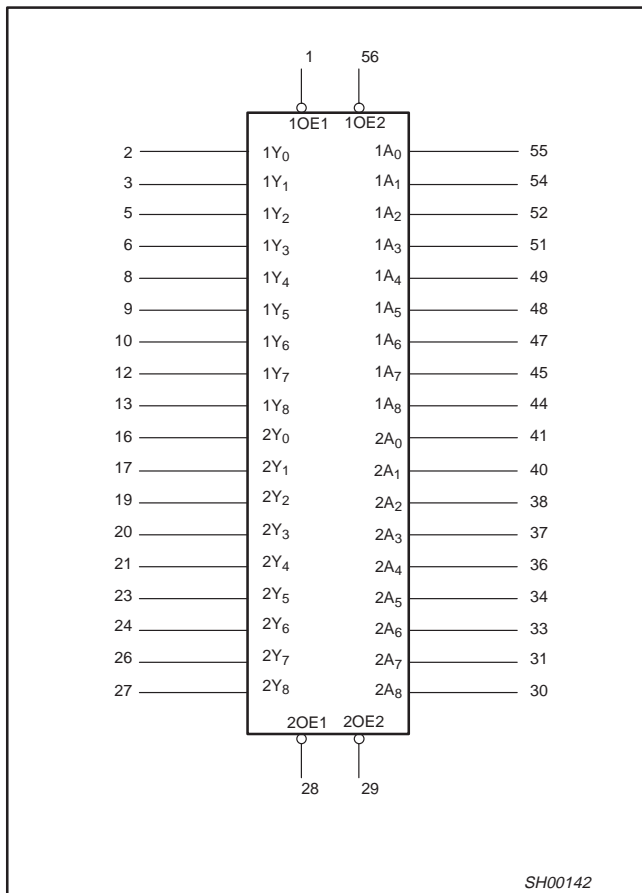 1 56
1OE1 1OE2
2 1Y0 1A0 55
3 1Y1 1A1 54
5 1Y2 1A2 52
6 1Y3 1A3 51
8 1Y4 1A4 49
9 1Y5 1A5 48
10 1Y6 1A6 47
12 1Y7 1A7 45
13 1Y8 1A8 44
16 2Y0 2A0 41
17 2Y1 2A1 40
19 2Y2 2A2 38
20 2Y3 2A3 37
21 2Y4 2A4 36
23 2Y5 2A5 34
24 2Y6 2A6 33
26 2Y7 2A7 31
27 2Y8 2A8 30
2OE1 2OE2
28 29
SH00142